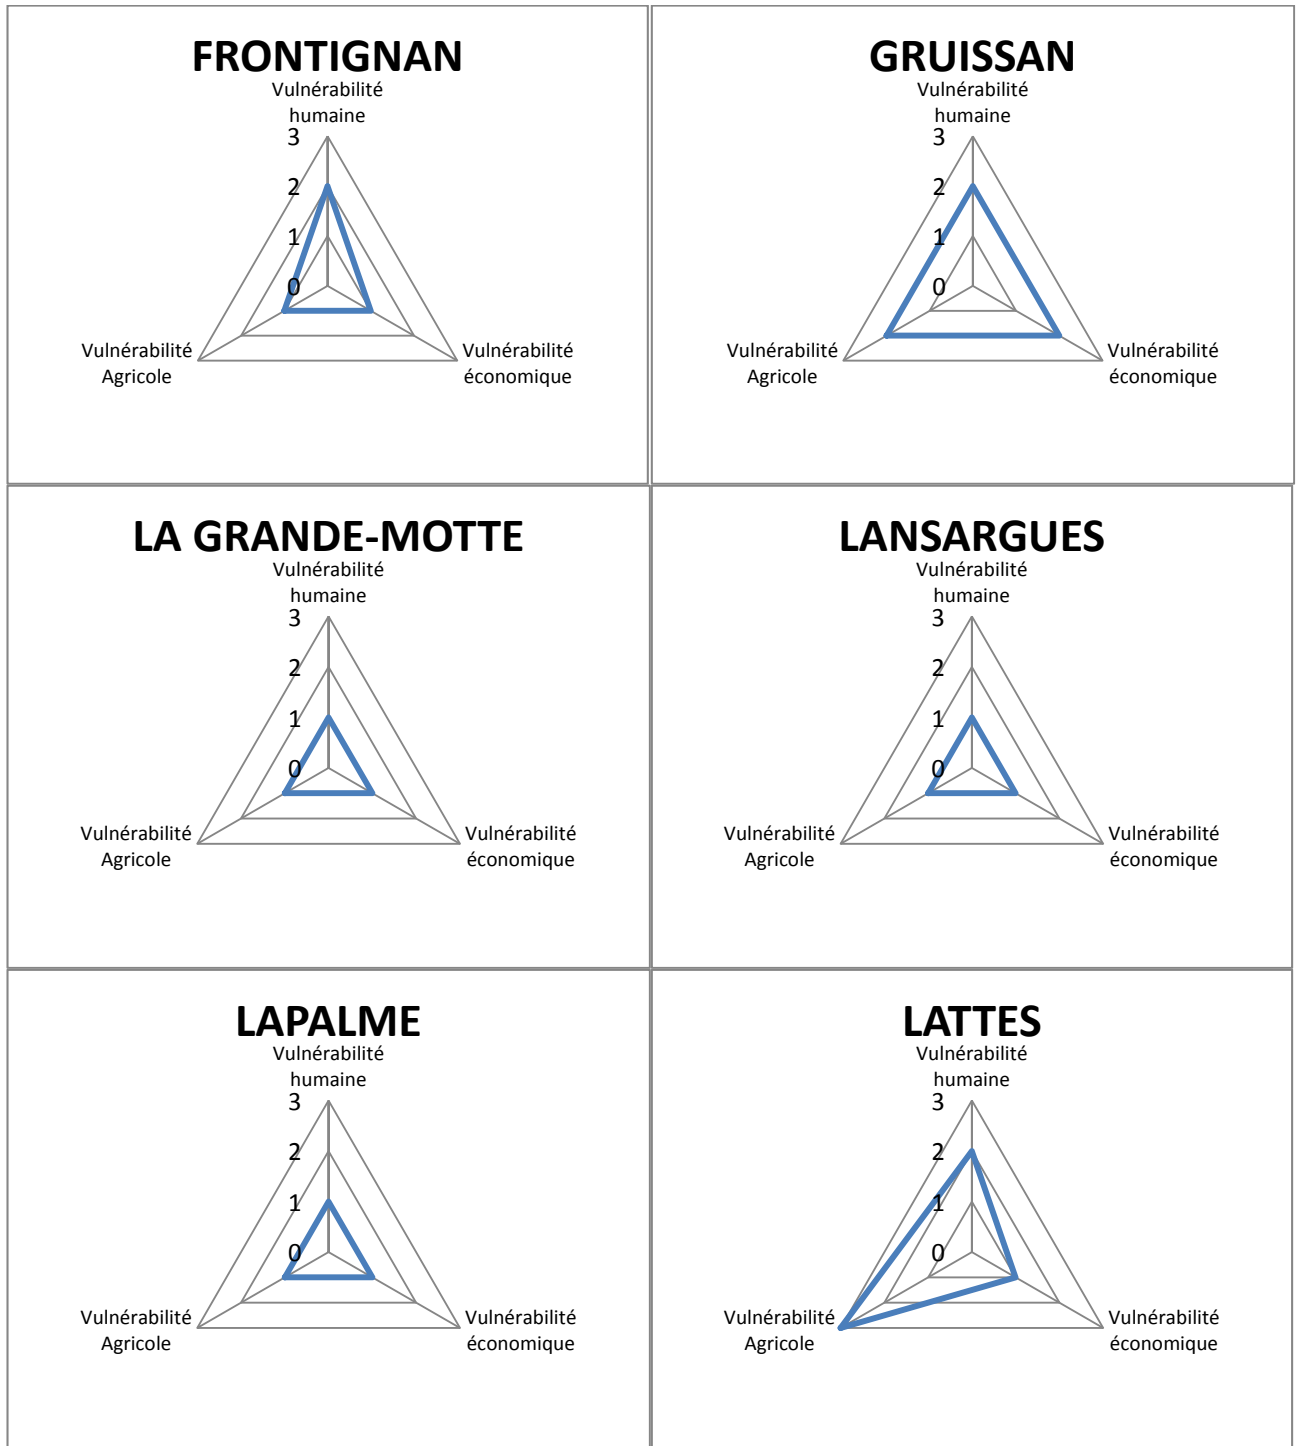 FRONTIGNAN
Vulnérabilité
humaine
3
2
1
0
Vulnérabilité
Agricole
Vulnérabilité
économique
GRUISSAN
Vulnérabilité
humaine
3
2
1
0
Vulnérabilité
Agricole
Vulnérabilité
économique
LA GRANDE-MOTTE
Vulnérabilité
humaine
3
2
1
0
Vulnérabilité
Agricole
Vulnérabilité
économique
LANSARGUES
Vulnérabilité
humaine
3
2
1
0
Vulnérabilité
Agricole
Vulnérabilité
économique
LAPALME
Vulnérabilité
humaine
3
2
1
0
Vulnérabilité
Agricole
Vulnérabilité
économique
LATTES
Vulnérabilité
humaine
3
2
1
0
Vulnérabilité
Agricole
Vulnérabilité
économique